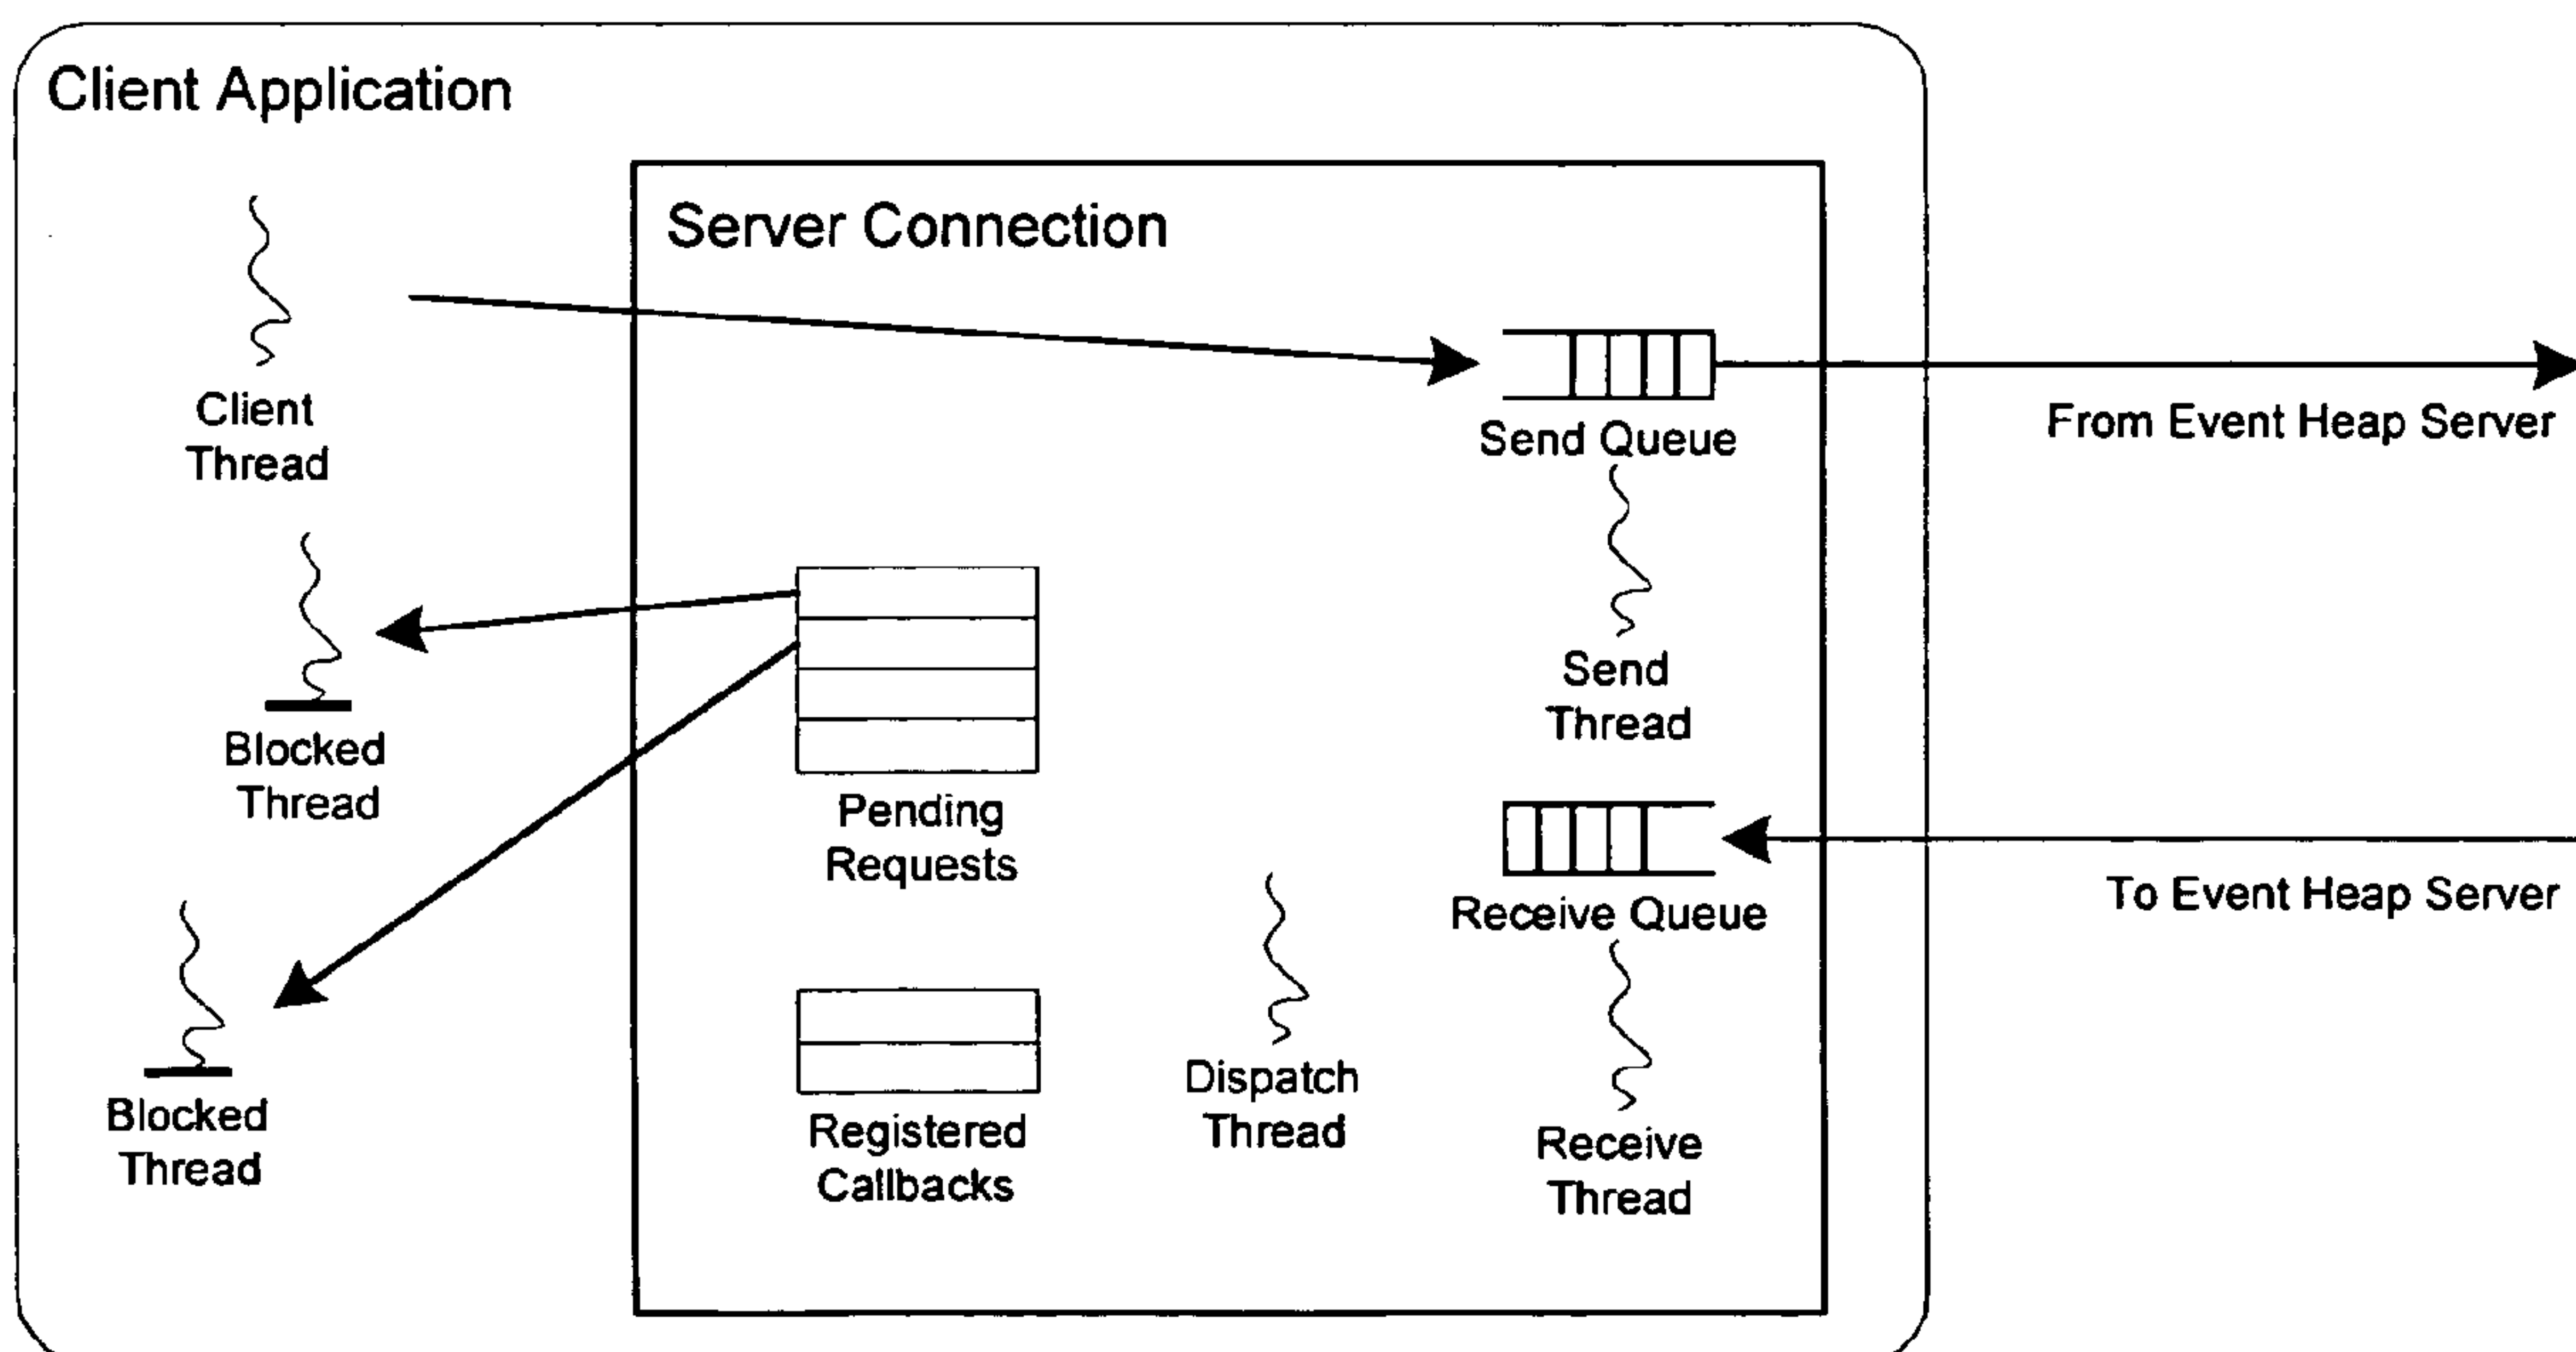 Client Application
Server Connection
Client
Thread
Send Queue
From Event Heap Server
Send
Thread
Blocked
Thread
Pending
Requests
Receive Queue
To Event Heap Server
Dispatch
Thread
Blocked
Thread
Registered
Callbacks
Receive
Thread